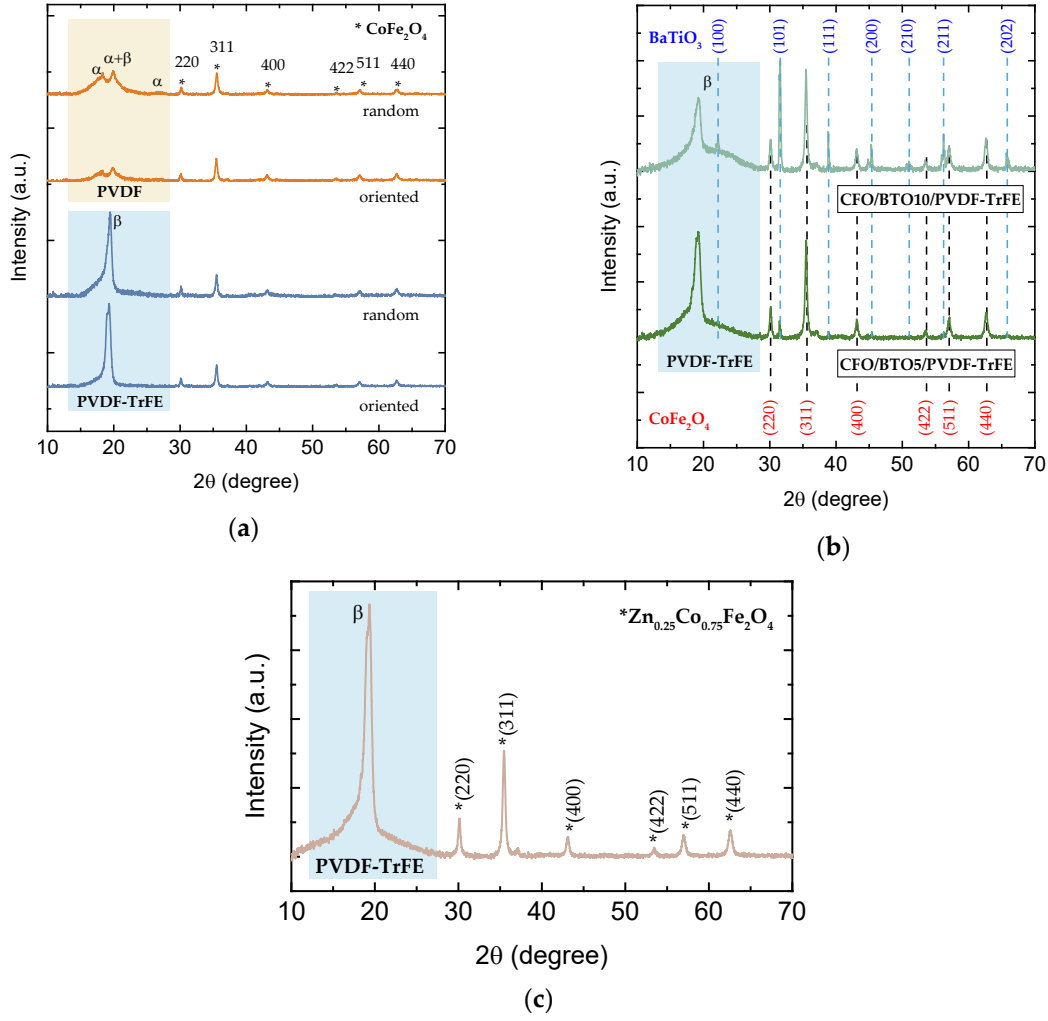 * CoFe₂O₄
α
α+β
α
220
311
400
422
511
440
* * * * * *
random
PVDF
oriented
β
random
PVDF-TrFE
oriented
Intensity (a.u.)
10 20 30 40 50 60 70
2θ (degree)
(a)
BaTiO₃
(100)
(101)
(111)
(200)
(210)
(211)
(202)
β
CFO/BTO10/PVDF-TrFE
PVDF-TrFE
CFO/BTO5/PVDF-TrFE
CoFe₂O₄
(220)
(311)
(400)
(422)
(511)
(440)
Intensity (a.u.)
10 20 30 40 50 60 70
2θ (degree)
(b)
β
*Zn₀.₂₅Co₀.₇₅Fe₂O₄
*(220)
*(311)
*(400)
*(422)
*(511)
*(440)
PVDF-TrFE
Intensity (a.u.)
10 20 30 40 50 60 70
2θ (degree)
(c)